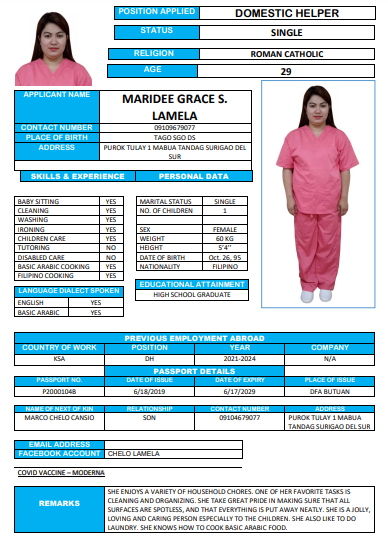 POSITION APPLIED DOMESTIC HELPER
STATUS SINGLE
RELIGION ROMAN CATHOLIC
AGE 29
APPLICANT NAME MARIDEE GRACE S.
LAMELA
CONTACT NUMBER 09109679077
PLACE OF BIRTH TAGO SGO DS
ADDRESS PUROK TULAY 1 MABUA TANDAG SURIGAO DEL
SUR
SKILLS & EXPERIENCE PERSONAL DATA
BABY SITTING YES
CLEANING YES
WASHING YES
IRONING YES
CHILDREN CARE YES
TUTORING NO
DISABLED CARE NO
BASIC ARABIC COOKING YES
FILIPINO COOKING YES
LANGUAGE DIALECT SPOKEN
ENGLISH YES
BASIC ARABIC YES
MARITAL STATUS SINGLE
NO. OF CHILDREN 1
SEX FEMALE
WEIGHT 60 KG
HEIGHT 5'4''
DATE OF BIRTH Oct. 26, 95
NATIONALITY FILIPINO
EDUCATIONAL ATTAINMENT
HIGH SCHOOL GRADUATE
PREVIOUS EMPLOYMENT ABROAD
COUNTRY OF WORK POSITION YEAR COMPANY
KSA DH 2021-2024 N/A
PASSPORT DETAILS
PASSPORT NO. DATE OF ISSUE DATE OF EXPIRY PLACE OF ISSUE
P2000104B 6/18/2019 6/17/2029 DFA BUTUAN
NAME OF NEXT OF KIN RELATIONSHIP CONTACT NUMBER ADDRESS
MARCO CHELO CANSIO SON 09104679077 PUROK TULAY 1 MABUA
TANDAG SURIGAO DEL SUR
EMAIL ADDRESS
FACEBOOK ACCOUNT CHELO LAMELA
COVID VACCINE – MODERNA
REMARKS
SHE ENJOYS A VARIETY OF HOUSEHOLD CHORES. ONE OF HER FAVORITE TASKS IS
CLEANING AND ORGANIZING. SHE TAKE GREAT PRIDE IN MAKING SURE THAT ALL
SURFACES ARE SPOTLESS, AND THAT EVERYTHING IS PUT AWAY NEATLY. SHE IS A JOLLY,
LOVING AND CARING PERSON ESPECIALLY TO THE CHILDREN. SHE ALSO LIKE TO DO
LAUNDRY. SHE KNOWS HOW TO COOK BASIC ARABIC FOOD.